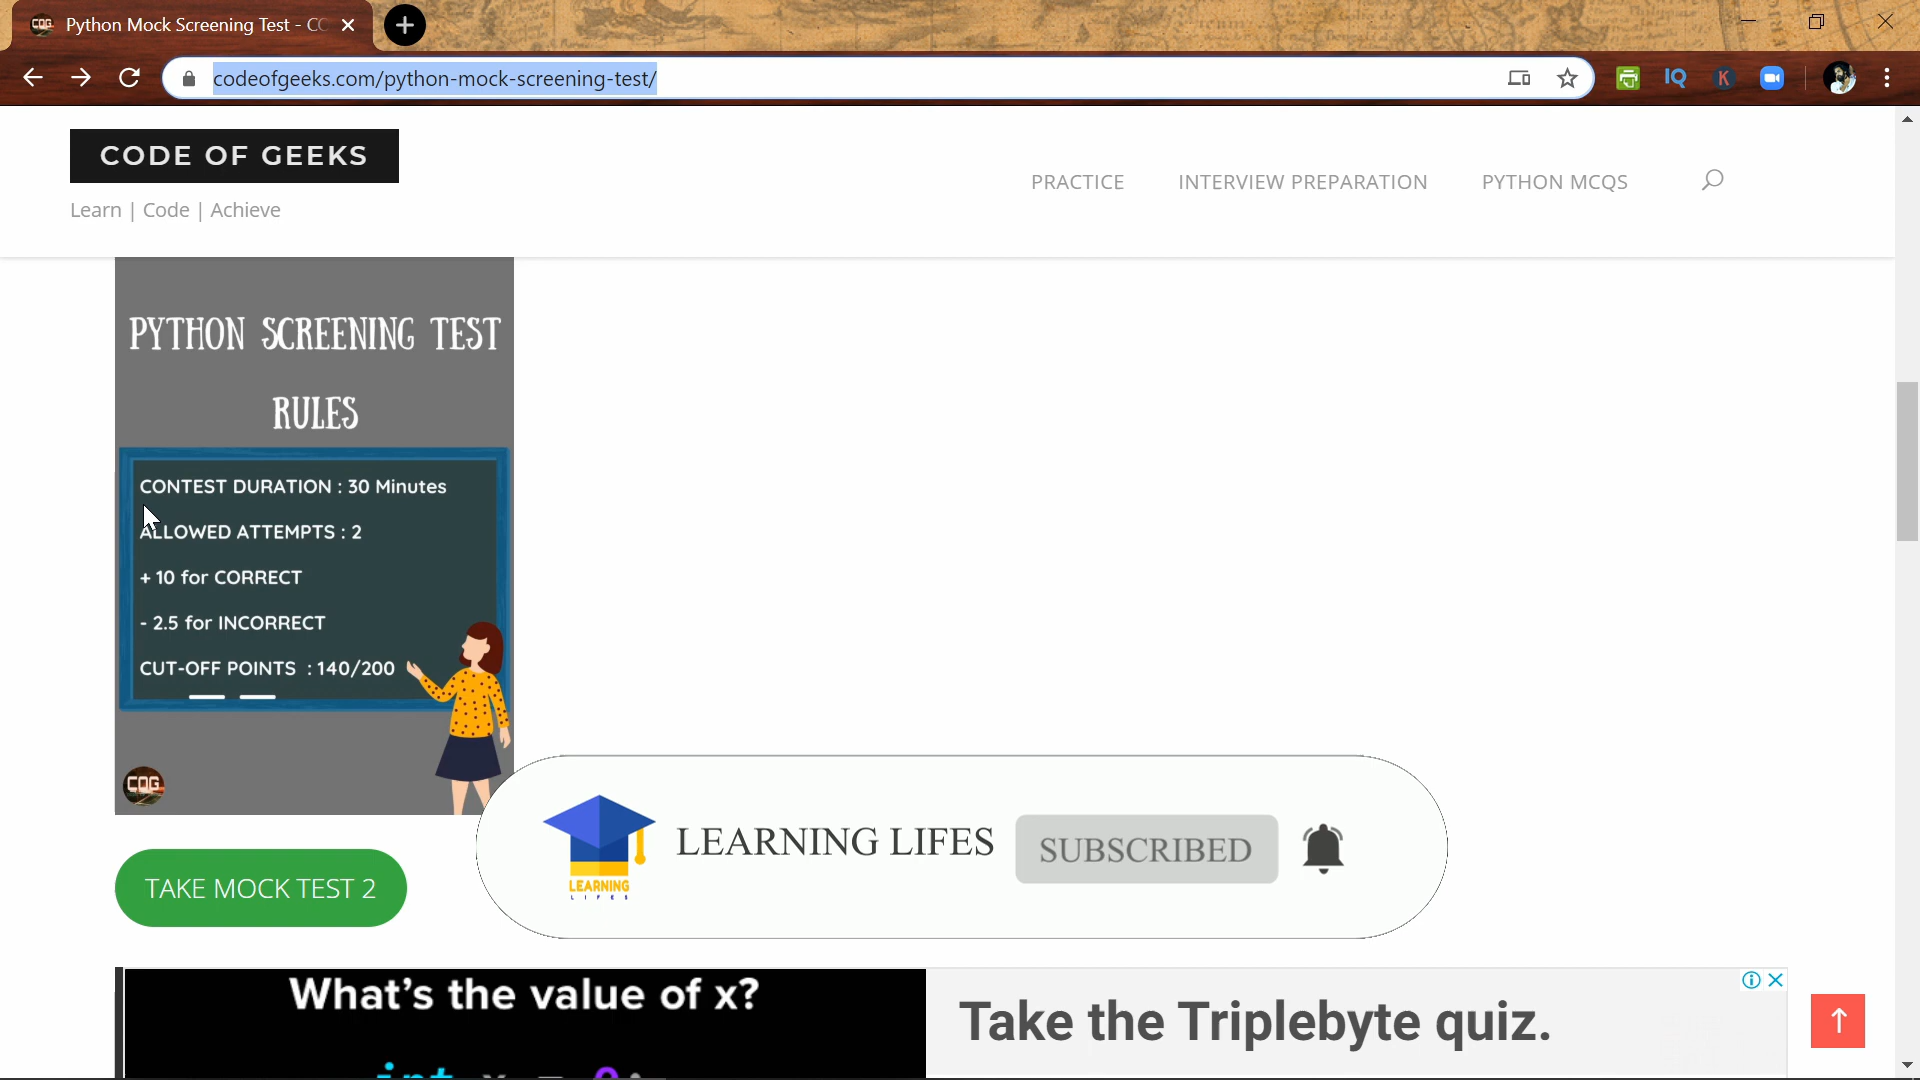 Python Mock Screening Test - CO
codeofgeeks.com/python-mock-screening-test/
IQ
K
CODE OF GEEKS
Learn | Code | Achieve
PRACTICE
INTERVIEW PREPARATION
PYTHON MCQS
PYTHON SCREENING TEST
RULES
CONTEST DURATION : 30 Minutes
ALLOWED ATTEMPTS : 2
+ 10 for CORRECT
- 2.5 for INCORRECT
CUT-OFF POINTS : 140/200
COG
TAKE MOCK TEST 2
LEARNING
LIFES
LEARNING LIFES
SUBSCRIBED
What's the value of x?
Take the Triplebyte quiz.